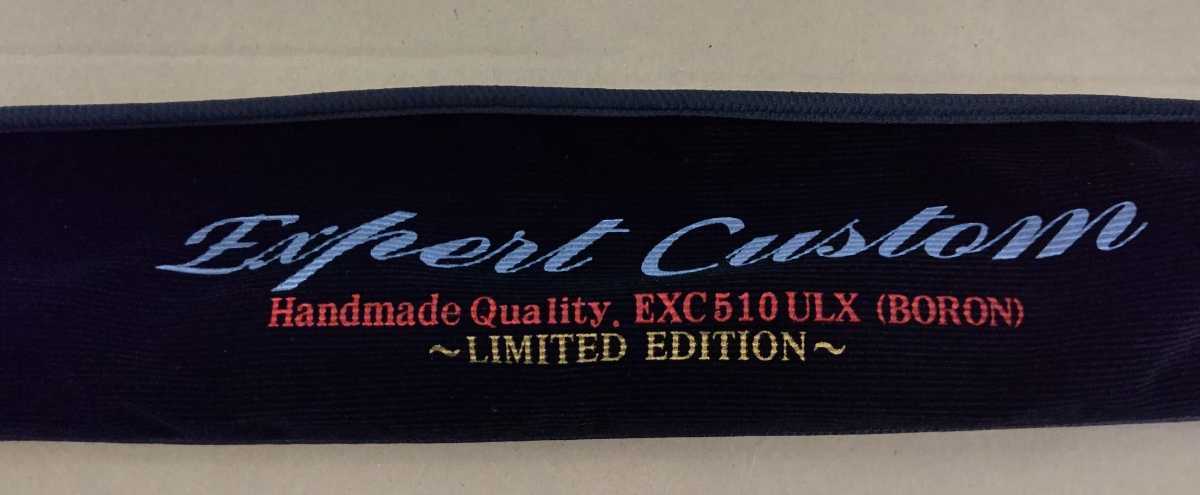 Expert Custom
Handmade Quality. EXC510ULX (BORON)
~LIMITED EDITION~